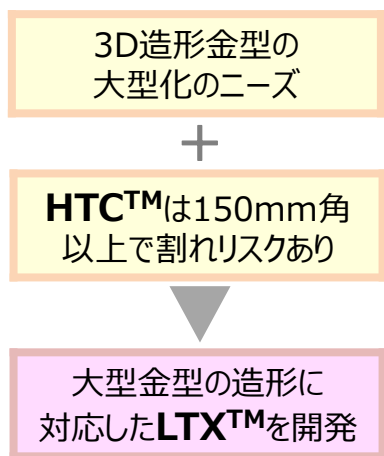 3D造形金型の
大型化のニーズ
+
HTC™は150mm角
以上で割れリスクあり
大型金型の造形に
対応したLTX™を開発